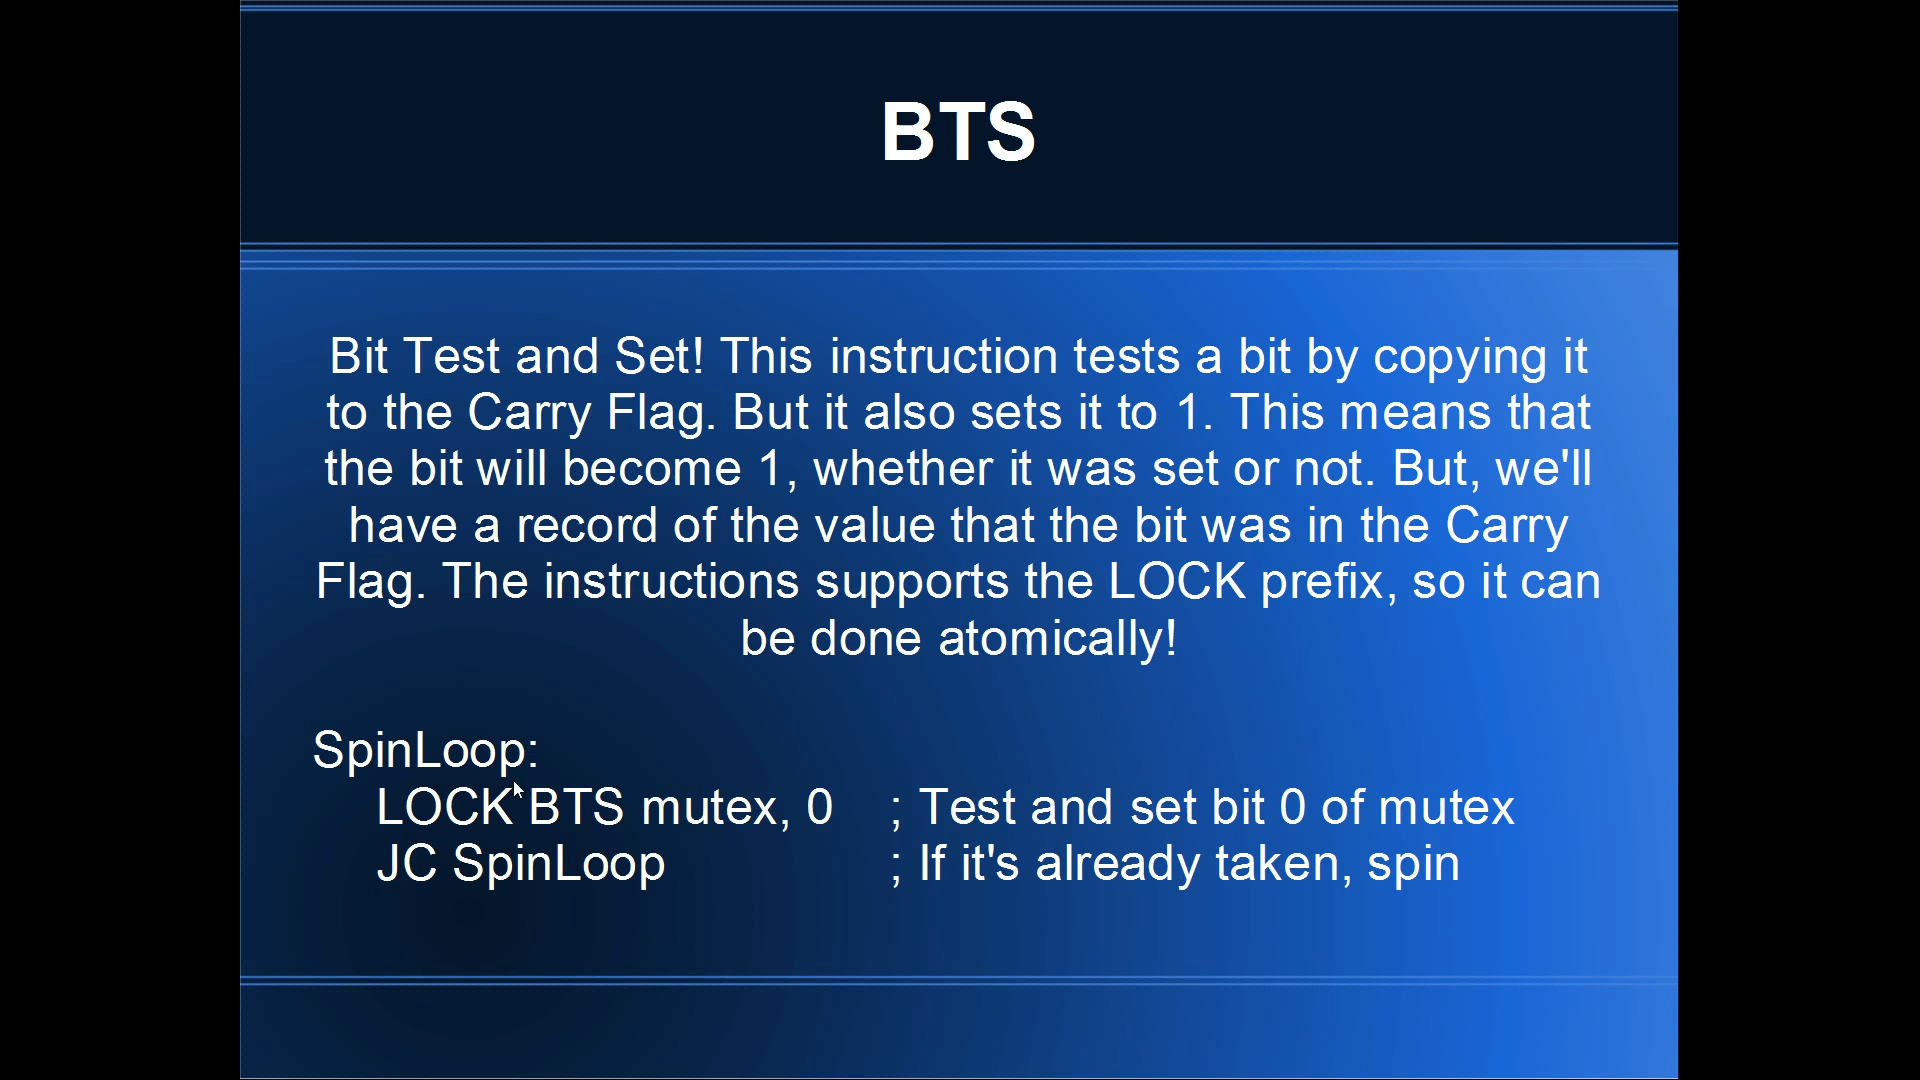 BTS
Bit Test and Set! This instruction tests a bit by copying it
to the Carry Flag. But it also sets it to 1. This means that
the bit will become 1, whether it was set or not. But, we'll
have a record of the value that the bit was in the Carry
Flag. The instructions supports the LOCK prefix, so it can
be done atomically!
SpinLoop:
LOCK BTS mutex, 0 ; Test and set bit 0 of mutex
JC SpinLoop ; If it's already taken, spin